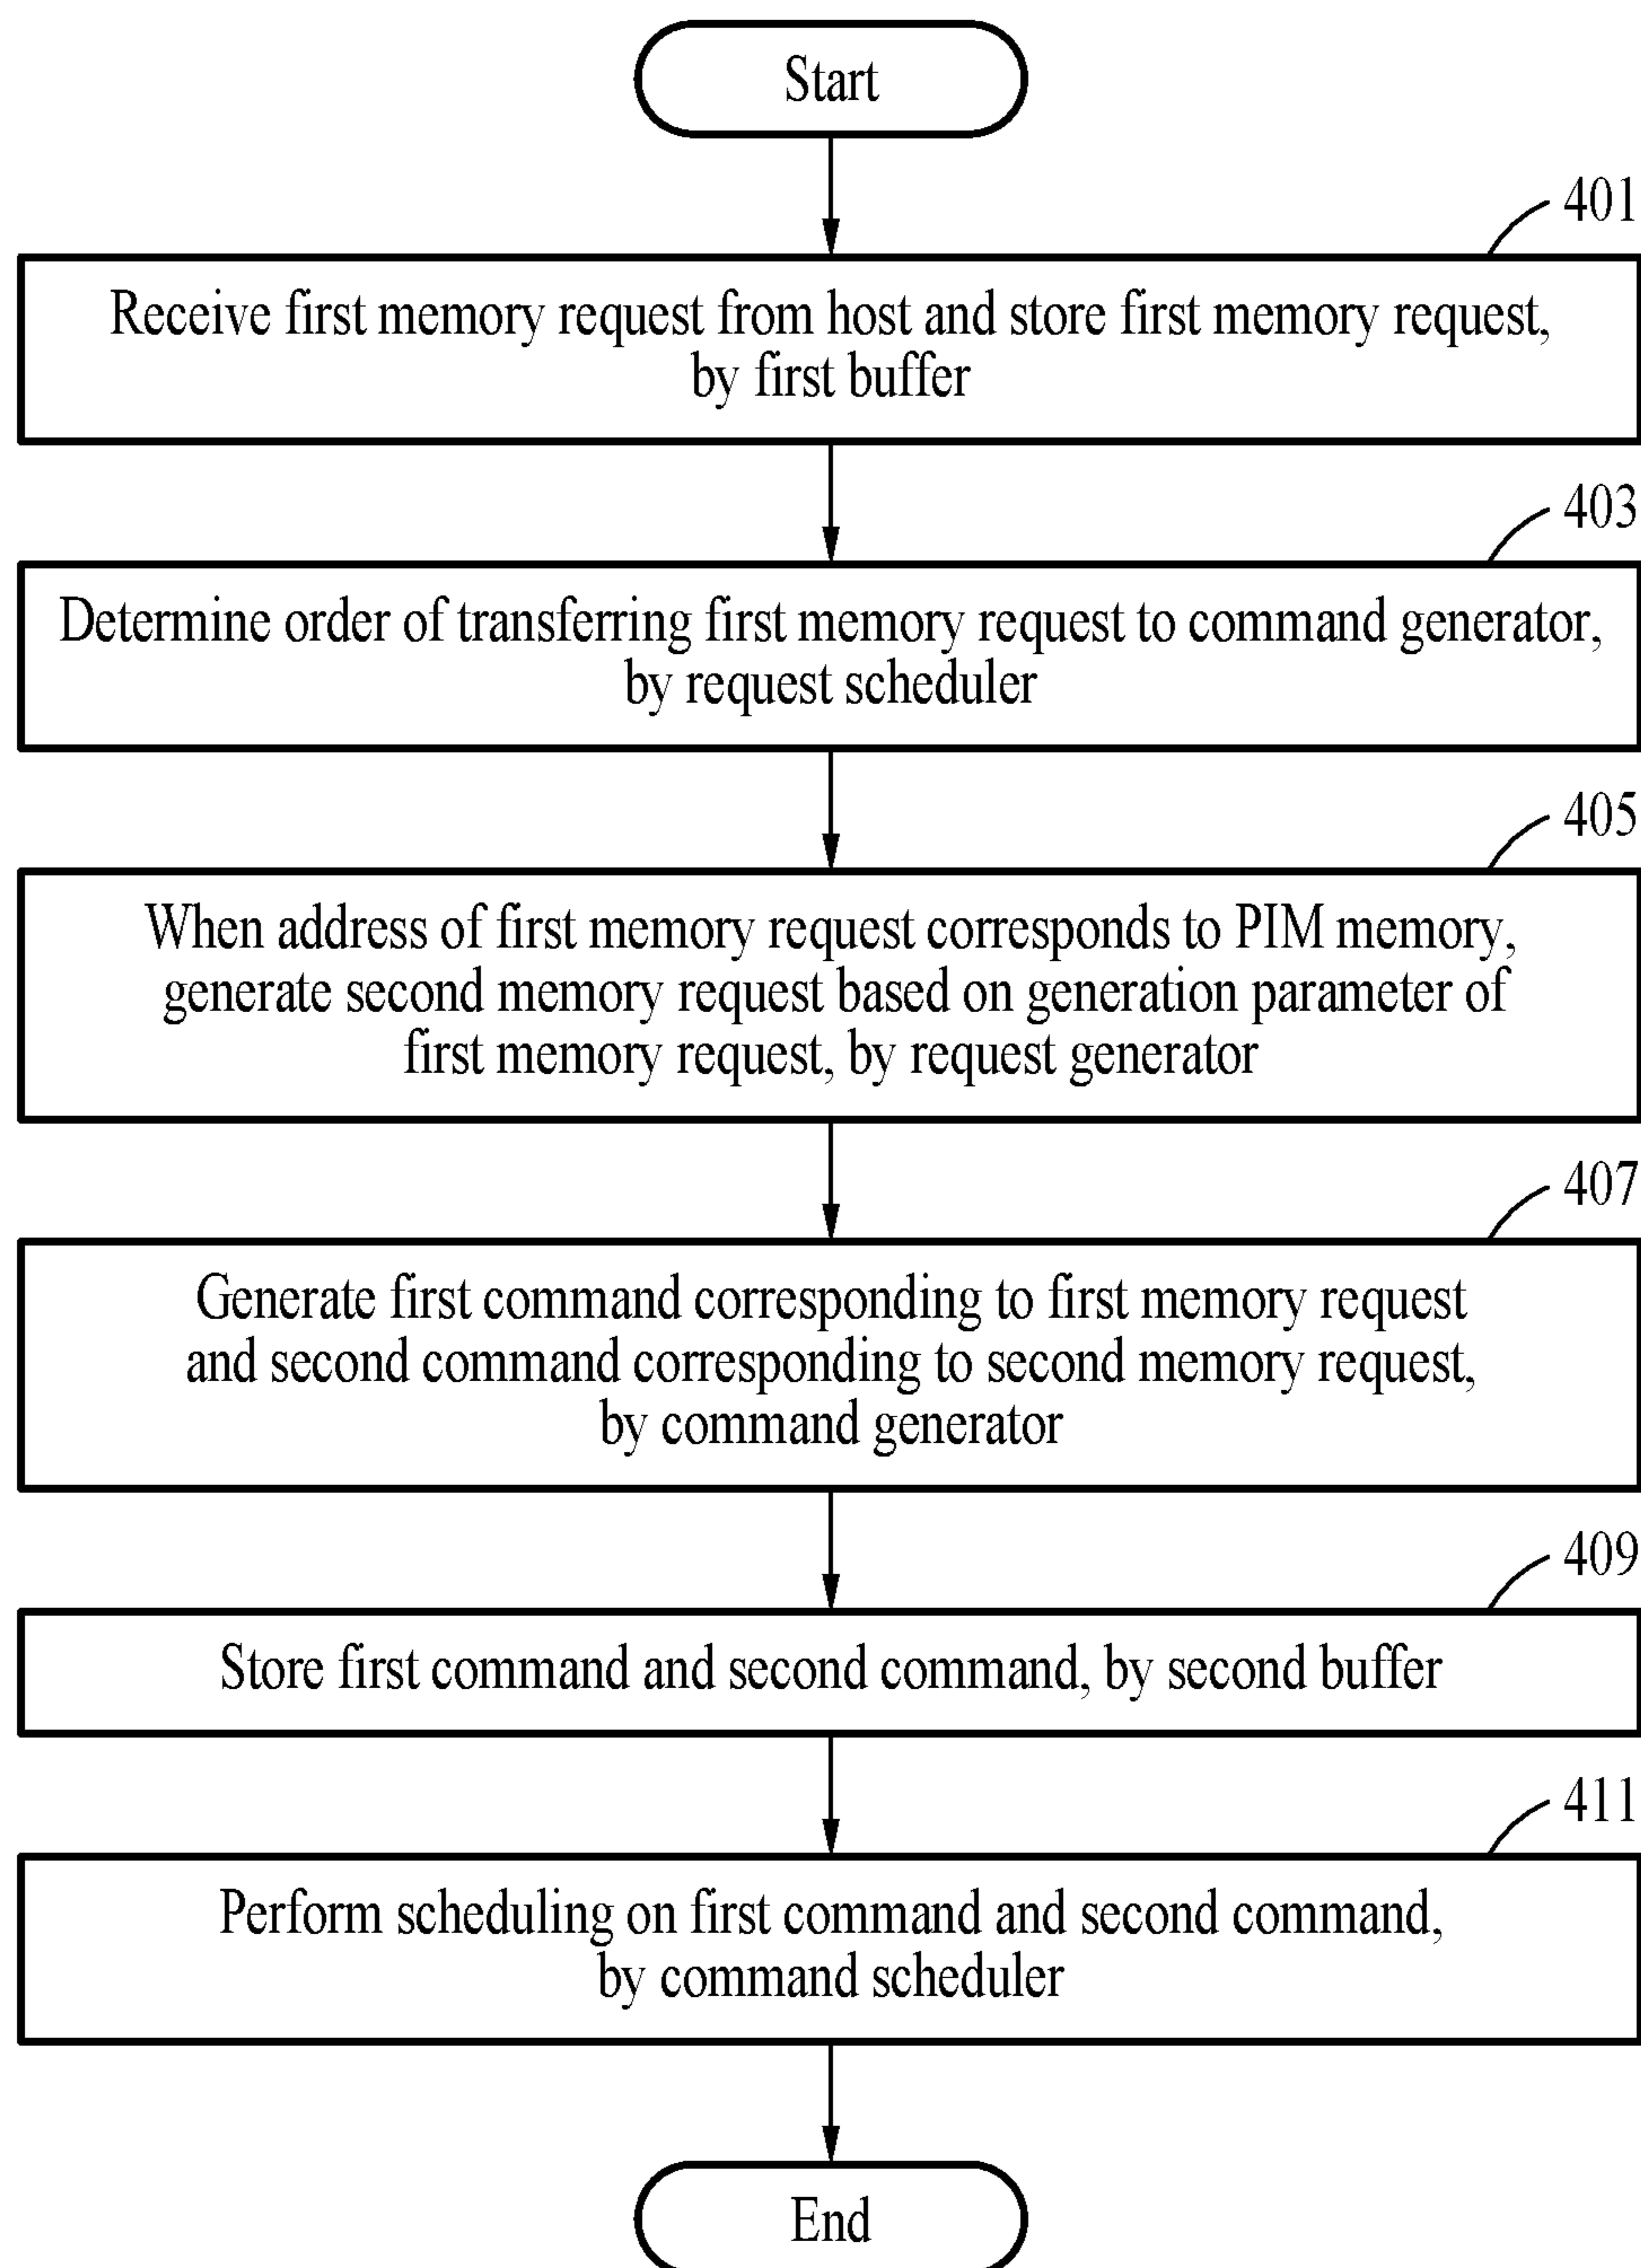 Start
401
Receive first memory request from host and store first memory request,
by first buffer
403
Determine order of transferring first memory request to command generator,
by request scheduler
405
When address of first memory request corresponds to PIM memory,
generate second memory request based on generation parameter of
first memory request, by request generator
407
Generate first command corresponding to first memory request
and second command corresponding to second memory request,
by command generator
409
Store first command and second command, by second buffer
411
Perform scheduling on first command and second command,
by command scheduler
End